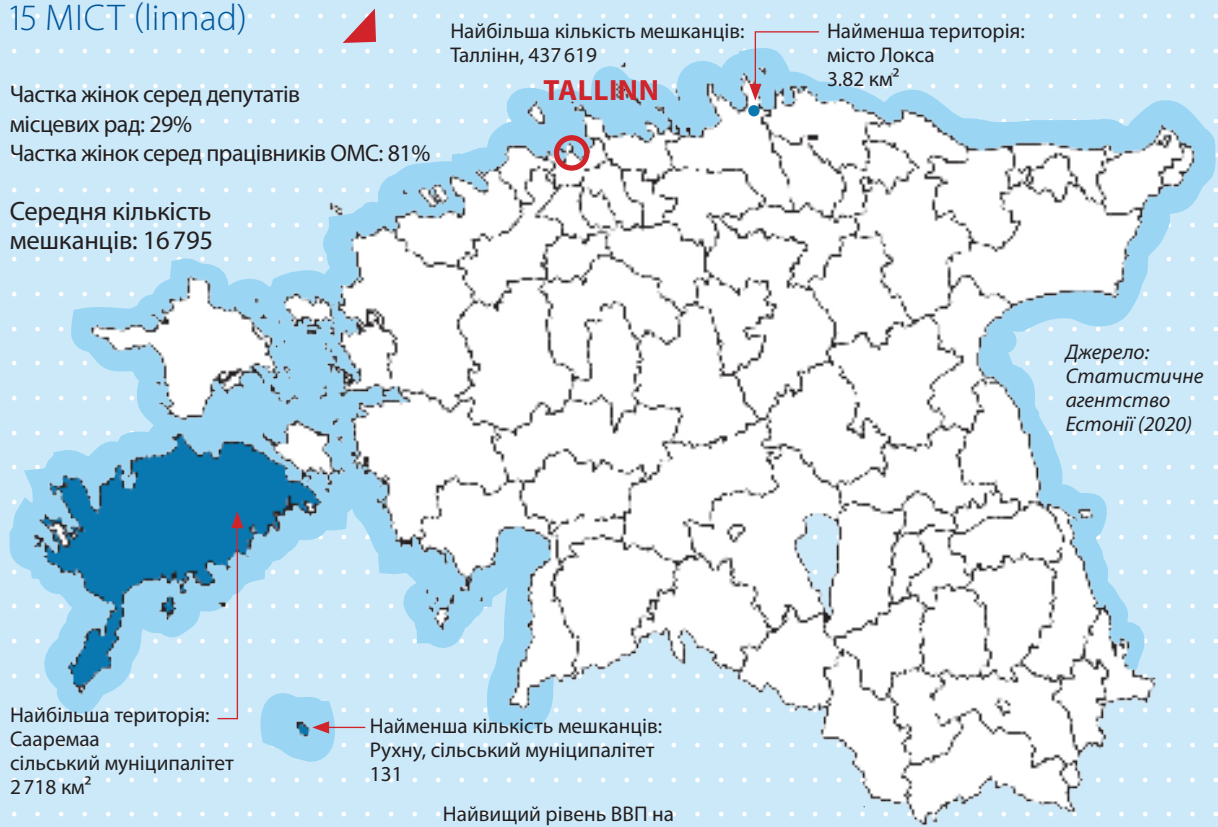 15 МІСТ (linnad)
Частка жінок серед депутатів
місцевих рад: 29%
Частка жінок серед працівників ОМС: 81%
Середня кількість
мешканців: 16 795
Найбільша кількість мешканців:
Таллінн, 437 619
TALLINN
Найменша територія:
місто Локса
3.82 км²
Джерело:
Статистичне
агентство
Естонії (2020)
Найбільша територія:
Сааремаа
сільський муніципалітет
2 718 км²
Найменша кількість мешканців:
Рухну, сільський муніципалітет
131
Найвищий рівень ВВП на